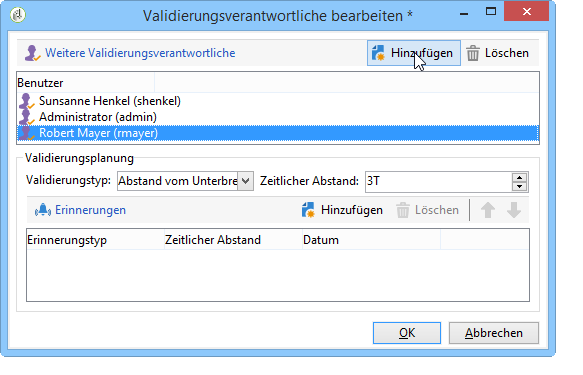 Validierungsverantwortliche bearbeiten *
Weitere Validierungsverantwortliche Hinzufügen Löschen
Benutzer
Sunsanne Henkel (shenkel)
Administrator (admin)
Robert Mayer (rmayer)
Validierungsplanung
Validierungstyp: Abstand vom Unterbre Zeitlicher Abstand: 3T
Erinnerungen Hinzufügen Löschen
Erinnerungstyp Zeitlicher Abstand Datum
OK Abbrechen